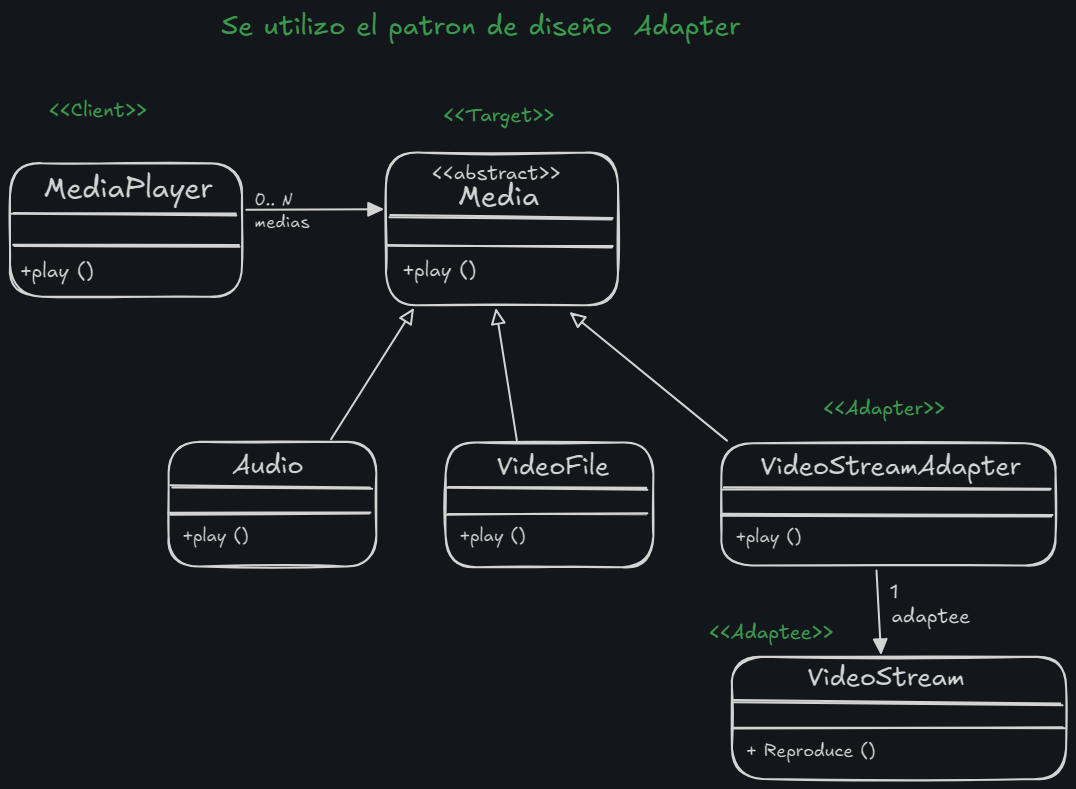 Se utilizo el patron de diseño Adapter
<<Client>>
<<Target>>
MediaPlayer
+play ()
0.. N
medias
<<abstract>>
Media
+play ()
<<Adapter>>
Audio
+play ()
VideoFile
+play ()
VideoStreamAdapter
+play ()
1
adaptee
<<Adaptee>>
VideoStream
+ Reproduce ()